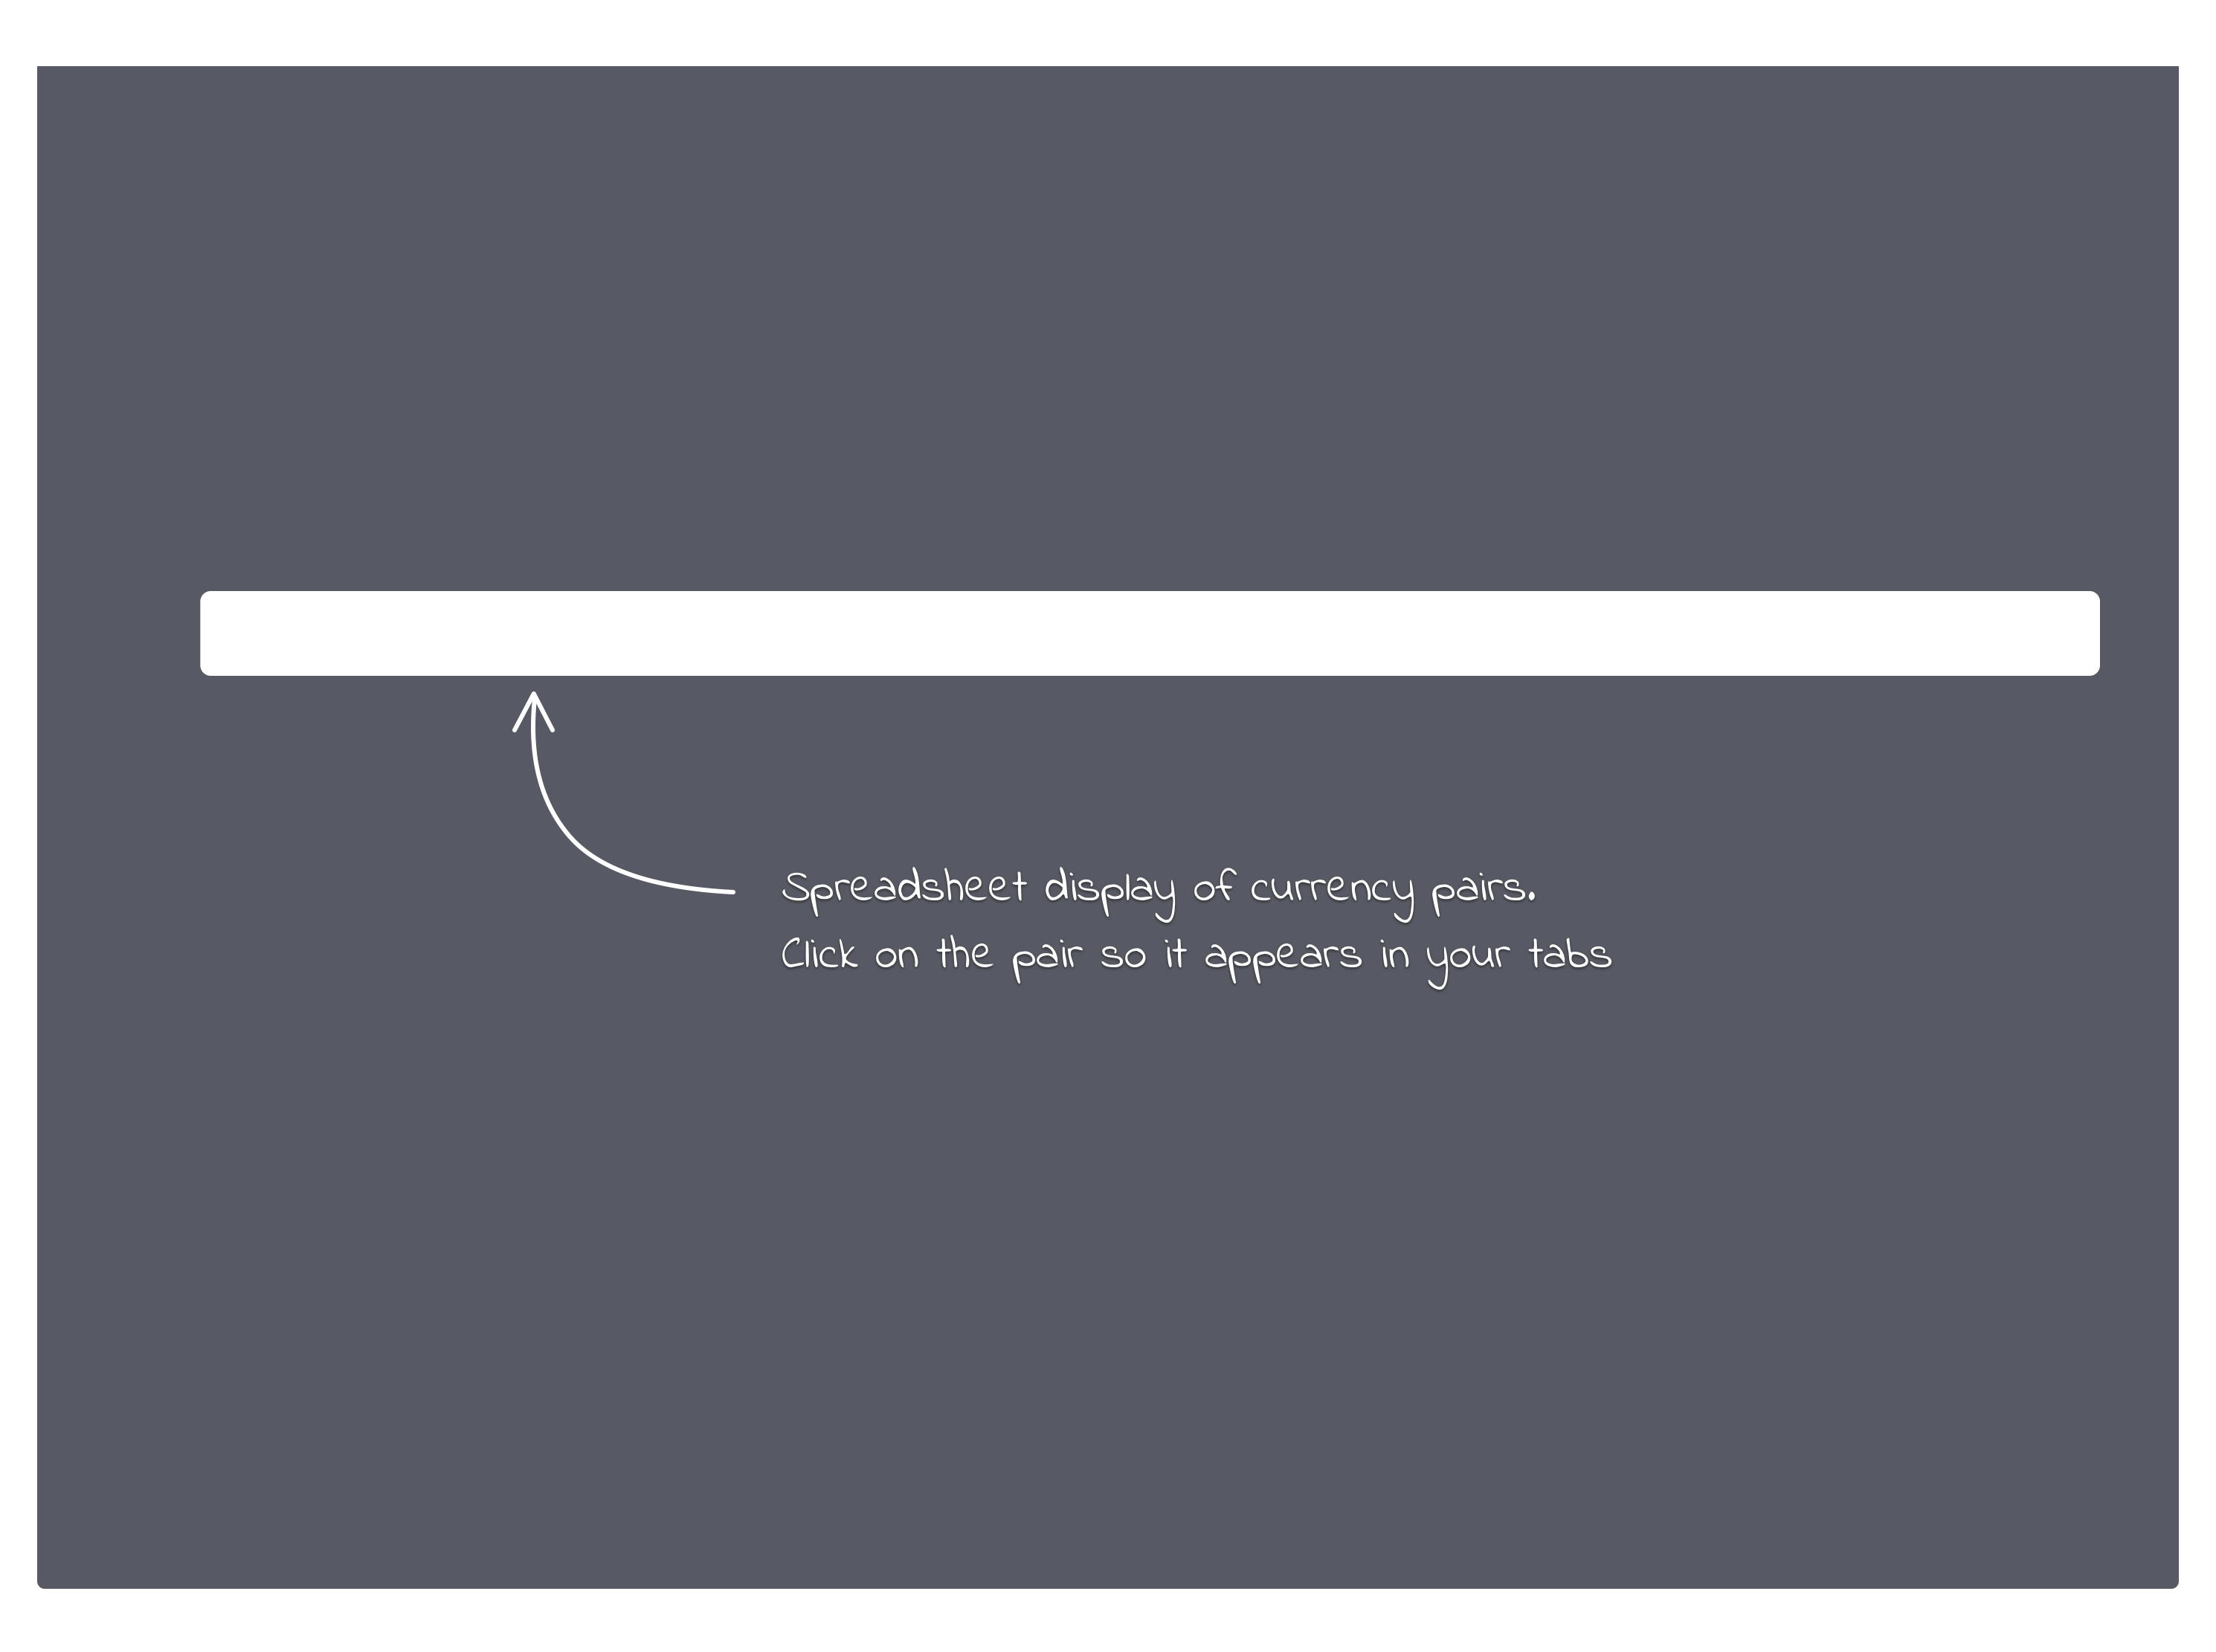 Spreadsheet display of currency pairs.
Click on the pair so it appears in your tabs